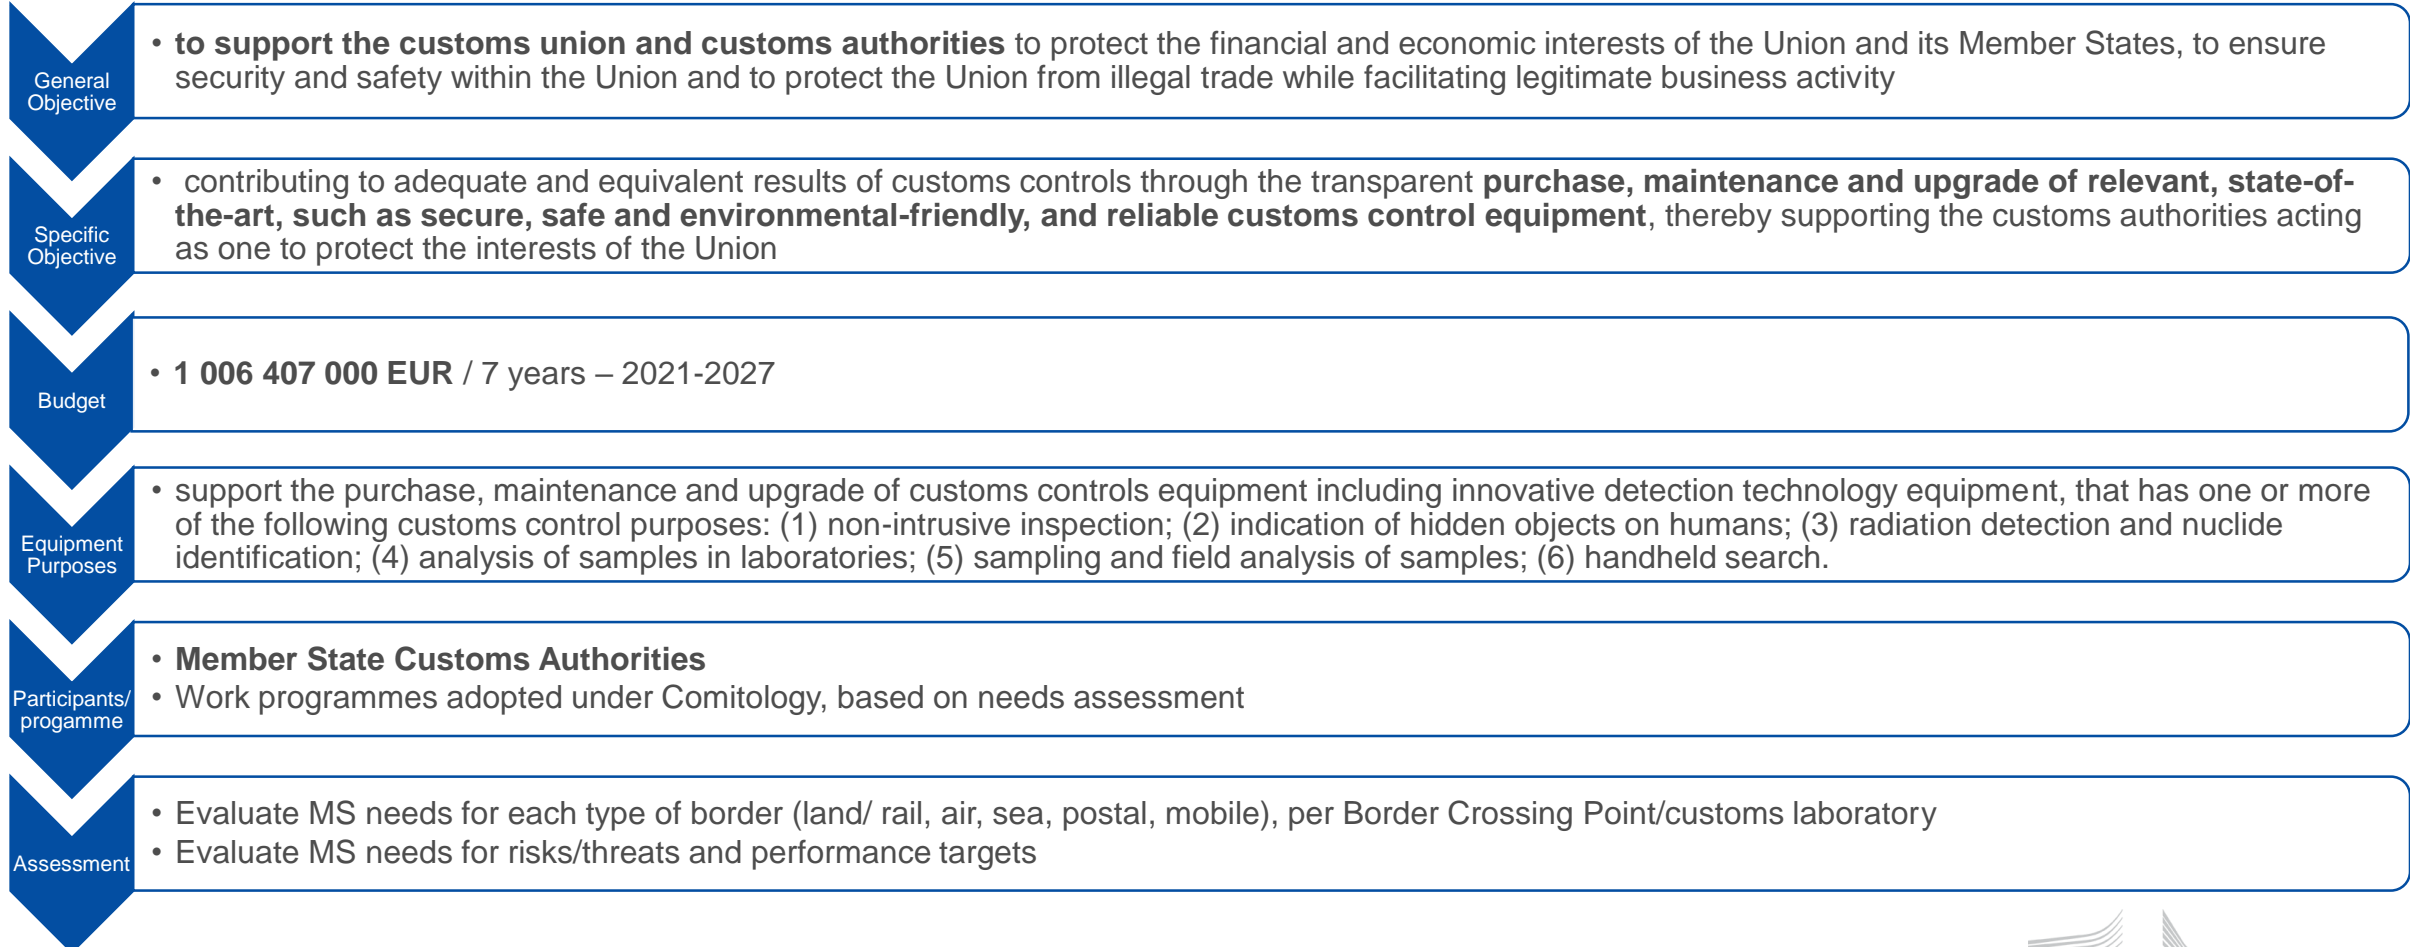 General
Objective
• to support the customs union and customs authorities to protect the financial and economic interests of the Union and its Member States, to ensure
security and safety within the Union and to protect the Union from illegal trade while facilitating legitimate business activity
Specific
Objective
• contributing to adequate and equivalent results of customs controls through the transparent purchase, maintenance and upgrade of relevant, state-of-
the-art, such as secure, safe and environmental-friendly, and reliable customs control equipment, thereby supporting the customs authorities acting
as one to protect the interests of the Union
Budget
• 1 006 407 000 EUR / 7 years – 2021-2027
Equipment
Purposes
• support the purchase, maintenance and upgrade of customs controls equipment including innovative detection technology equipment, that has one or more
of the following customs control purposes: (1) non-intrusive inspection; (2) indication of hidden objects on humans; (3) radiation detection and nuclide
identification; (4) analysis of samples in laboratories; (5) sampling and field analysis of samples; (6) handheld search.
Participants/
progamme
• Member State Customs Authorities
• Work programmes adopted under Comitology, based on needs assessment
Assessment
• Evaluate MS needs for each type of border (land/ rail, air, sea, postal, mobile), per Border Crossing Point/customs laboratory
• Evaluate MS needs for risks/threats and performance targets